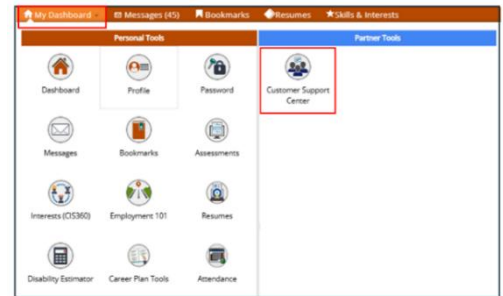 My Dashboard Messages (45) Bookmarks Resumes Skills & Interests
Personal Tools Partner Tools
Dashboard Profile Password Customer Support
Center
Messages Bookmarks Assessments
Interests (CIS360) Employment 101 Resumes
Disability Estimator Career Plan Tools Attendance